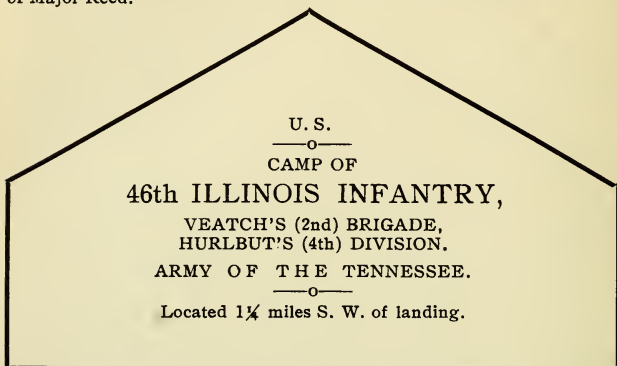 of Major Reed.
U. S.
—o—
CAMP OF
46th ILLINOIS INFANTRY,
VEATCH'S (2nd) BRIGADE,
HURLBUT'S (4th) DIVISION.
ARMY OF THE TENNESSEE.
—o—
Located 1¼ miles S. W. of landing.